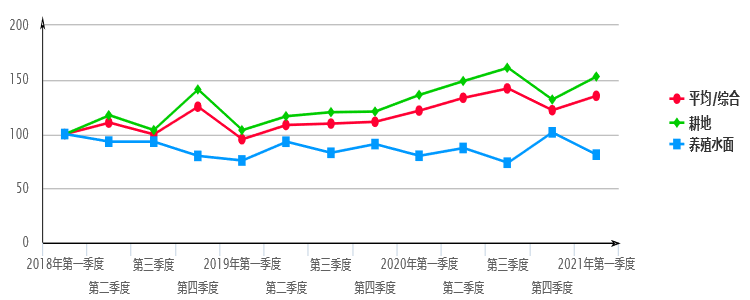 200
150
100
50
0
2018年第一季度
第二季度
第三季度
第四季度
2019年第一季度
第二季度
第三季度
第四季度
2020年第一季度
第二季度
第三季度
第四季度
2021年第一季度
平均/综合
耕地
养殖水面